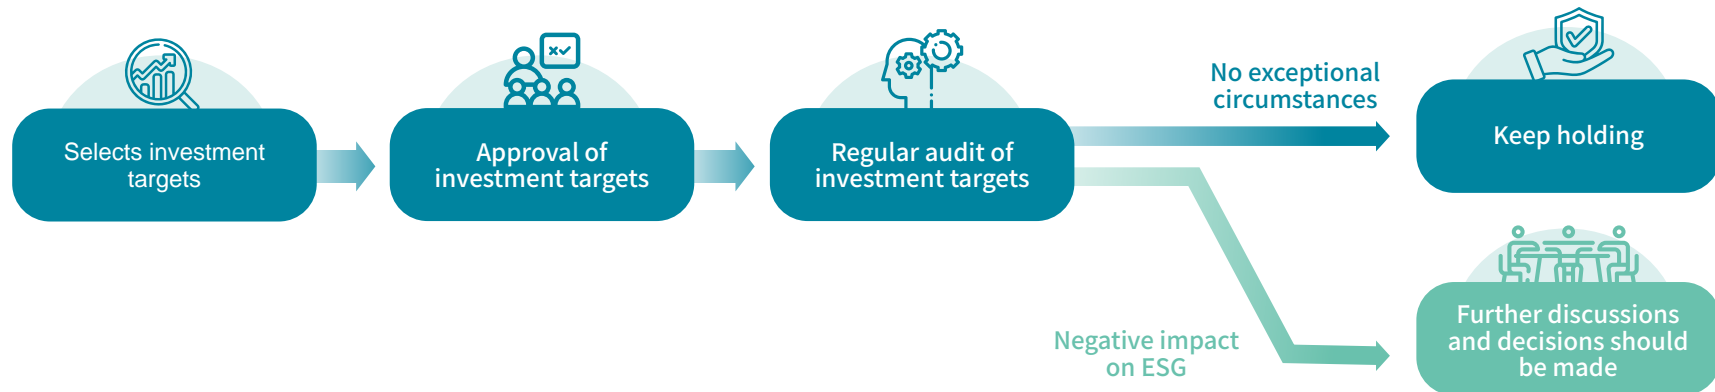 Selects investment
targets
Approval of
investment targets
Regular audit of
investment targets
No exceptional
circumstances
Keep holding
Negative impact
on ESG
Further discussions
and decisions should
be made